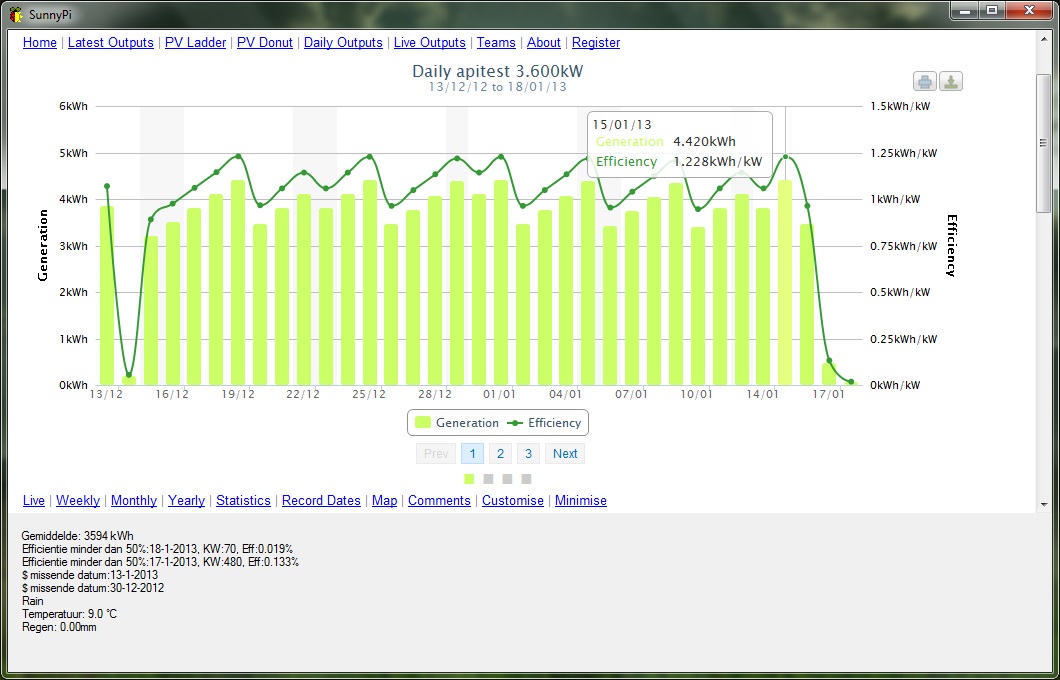 SunnyPi
Home | Latest Outputs | PV Ladder | PV Donut | Daily Outputs | Live Outputs | Teams | About | Register
Daily apitest 3.600kW
13/12/12 to 18/01/13
6kWh
5kWh
4kWh
3kWh
2kWh
1kWh
0kWh
Generation
15/01/13
Generation 4.420kWh
Efficiency 1.228kWh/kW
1.5kWh/kW
1.25kWh/kW
1kWh/kW
0.75kWh/kW
0.5kWh/kW
0.25kWh/kW
0kWh/kW
Efficiency
13/12 16/12 19/12 22/12 25/12 28/12 01/01 04/01 07/01 10/01 14/01 17/01
Generation Efficiency
Prev 1 2 3 Next
Live | Weekly | Monthly | Yearly | Statistics | Record Dates | Map | Comments | Customise | Minimise
Gemiddelde: 3594 kWh
Efficientie minder dan 50%:18-1-2013, KW:70, Eff:0.019%
Efficientie minder dan 50%:17-1-2013, KW:480, Eff:0.133%
$ missende datum:13-1-2013
$ missende datum:30-12-2012
Rain
Temperatuur: 9.0 °C
Regen: 0.00mm